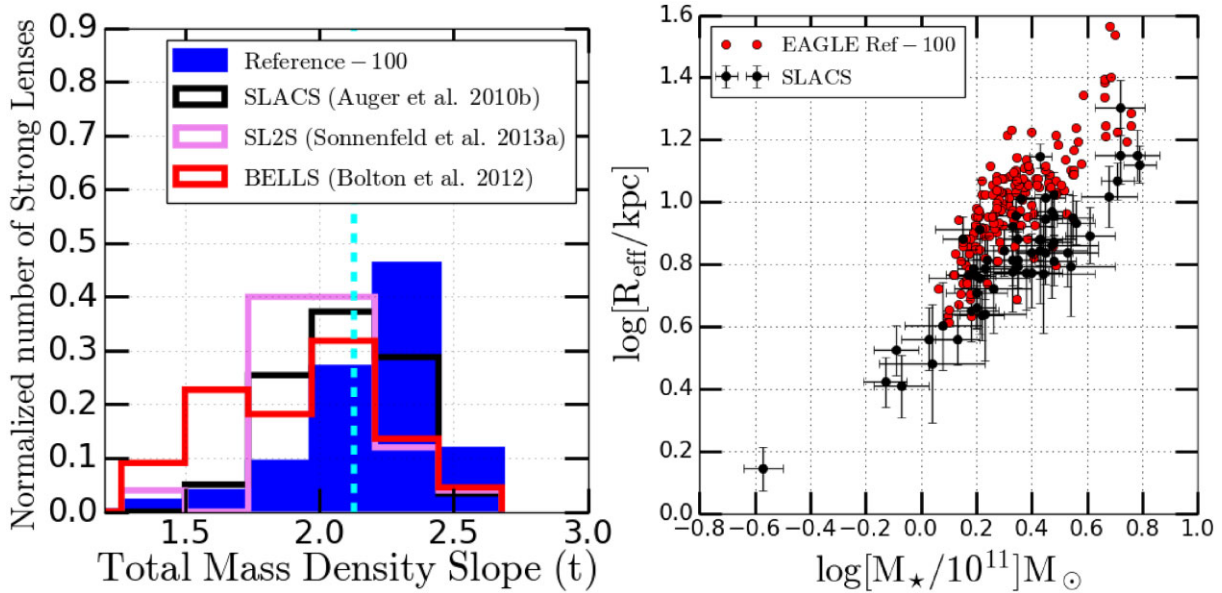 Normalized number of Strong Lenses
0.9
0.8
0.7
0.6
0.5
0.4
0.3
0.2
0.1
0.0
Reference – 100
SLACS (Auger et al. 2010b)
SL2S (Sonnenfeld et al. 2013a)
BELLS (Bolton et al. 2012)
1.5 2.0 2.5 3.0
Total Mass Density Slope (t)
log[R_eff/kpc]
1.6
1.4
1.2
1.0
0.8
0.6
0.4
0.2
0.0
EAGLE Ref – 100
SLACS
−0.8 −0.6 −0.4 −0.2 0.0 0.2 0.4 0.6 0.8 1.0
log[M⋆/10¹¹]M⊙